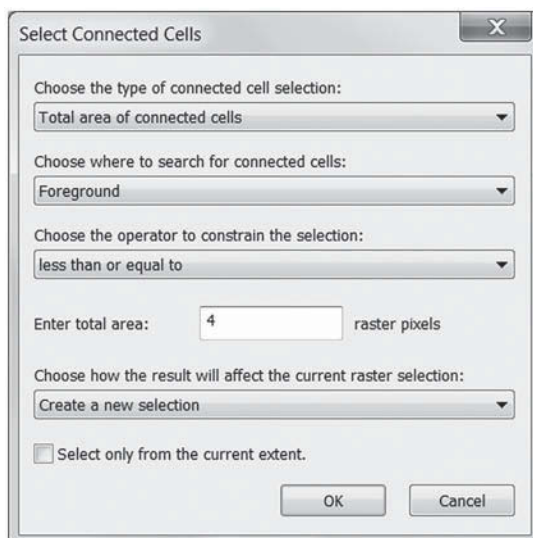 Select Connected Cells
X
Choose the type of connected cell selection:
Total area of connected cells
Choose where to search for connected cells:
Foreground
Choose the operator to constrain the selection:
less than or equal to
Enter total area: 4 raster pixels
Choose how the result will affect the current raster selection:
Create a new selection
Select only from the current extent.
OK Cancel